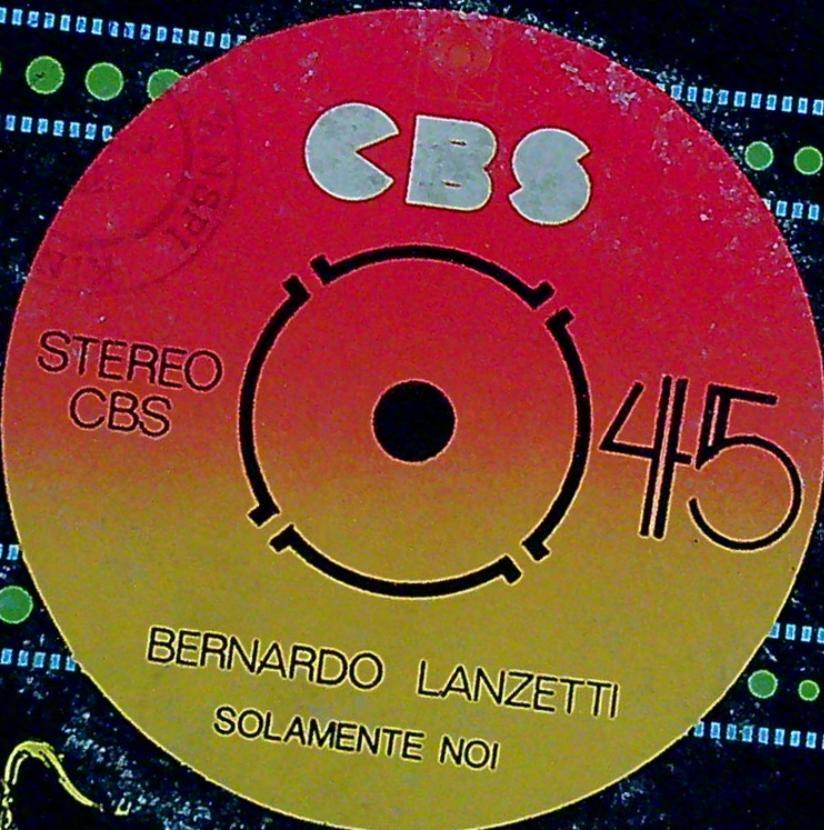 CBS
STEREO
CBS
45
BERNARDO LANZETTI
SOLAMENTE NOI